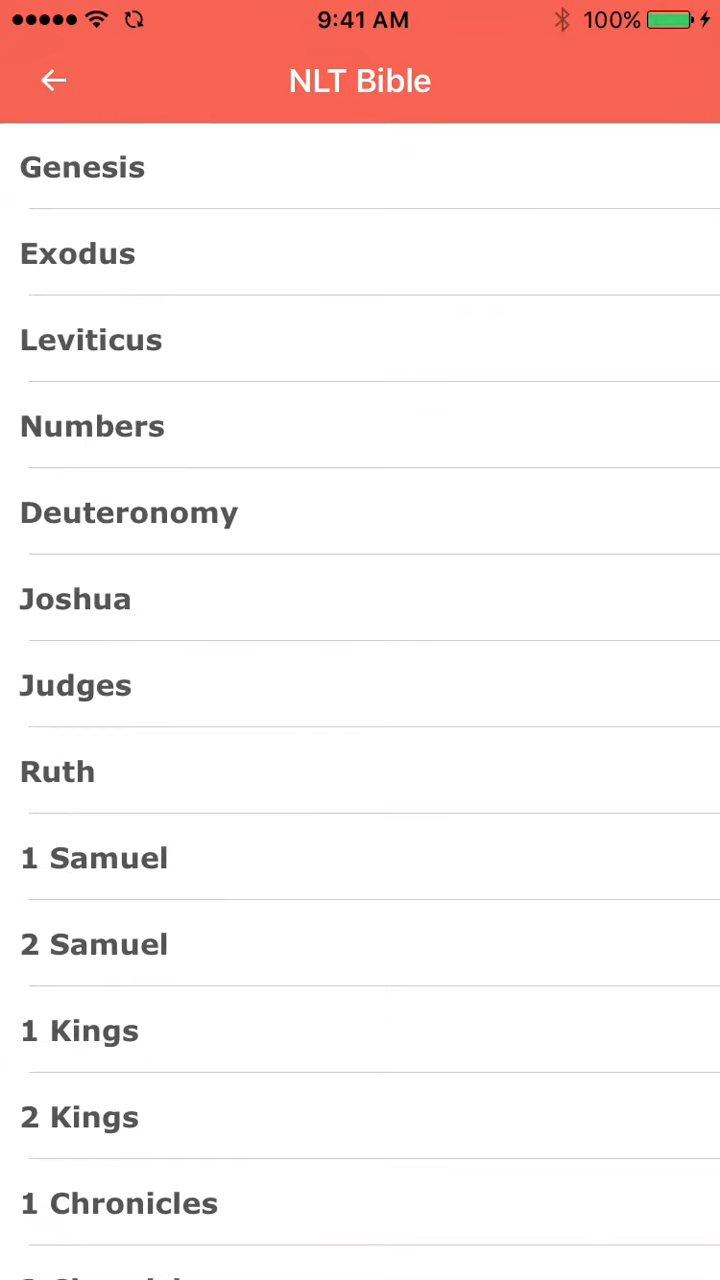 9:41 AM 100%
NLT Bible
Genesis
Exodus
Leviticus
Numbers
Deuteronomy
Joshua
Judges
Ruth
1 Samuel
2 Samuel
1 Kings
2 Kings
1 Chronicles